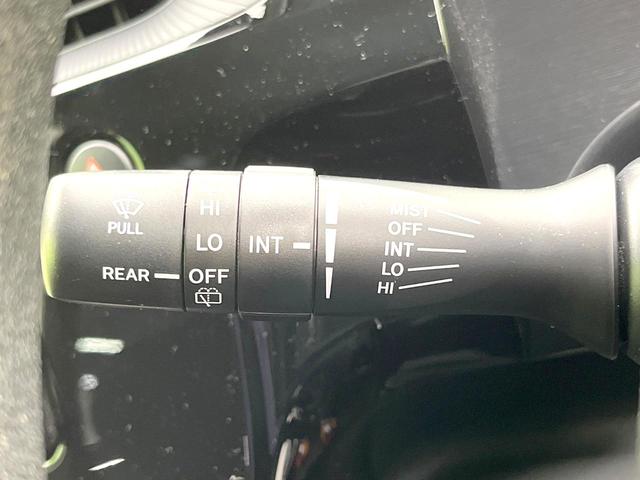 PULL
REAR
HI
LO
OFF
INT
MIST
OFF
INT
LO
HI